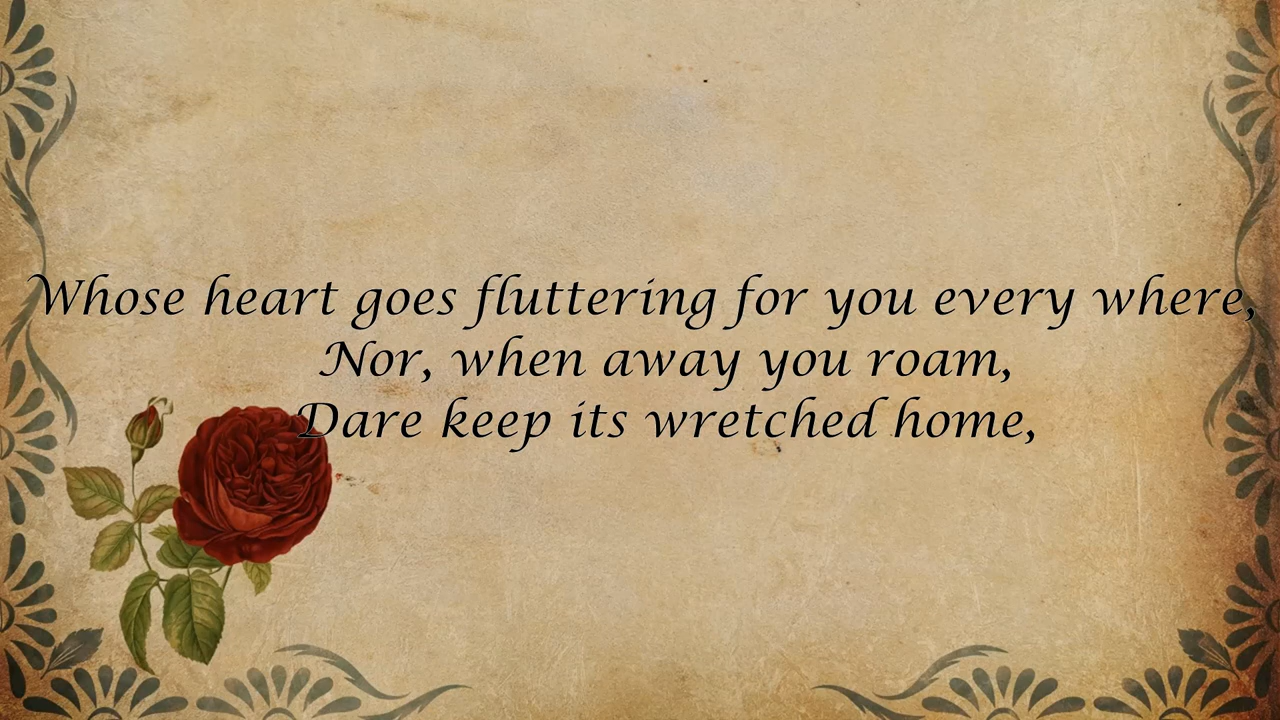 Whose heart goes fluttering for you every where,
Nor, when away you roam,
Dare keep its wretched home,